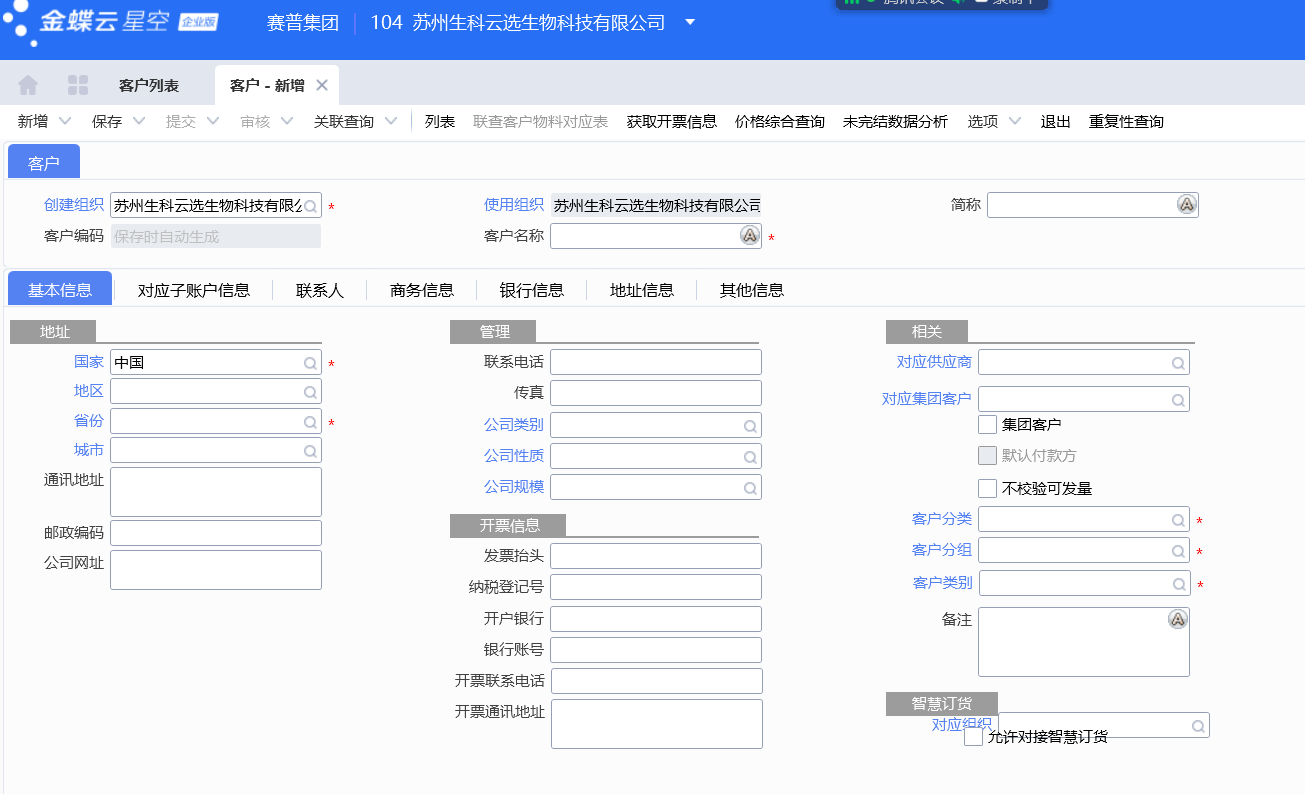 金蝶云 星空 企业版 赛普集团 104 苏州生科云选生物科技有限公司
客户列表 客户 - 新增
新增 保存 提交 审核 关联查询 列表 联查客户物料对应表 获取开票信息 价格综合查询 未完结数据分析 选项 退出 重复性查询
客户
创建组织 苏州生科云选生物科技有限公 * 使用组织 苏州生科云选生物科技有限公司 简称
客户编码 保存时自动生成 客户名称 *
基本信息 对应子账户信息 联系人 商务信息 银行信息 地址信息 其他信息
地址 管理 相关
国家 中国 * 联系电话 对应供应商
地区 传真 对应集团客户
省份 * 公司类别 集团客户
城市 公司性质 默认付款方
通讯地址 公司规模 不校验可发量
邮政编码 开票信息 客户分类 *
公司网址 发票抬头 客户分组 *
纳税登记号 客户类别 *
开户银行 备注
银行账号
开票联系电话
开票通讯地址 智慧订货
对应组织
允许对接智慧订货